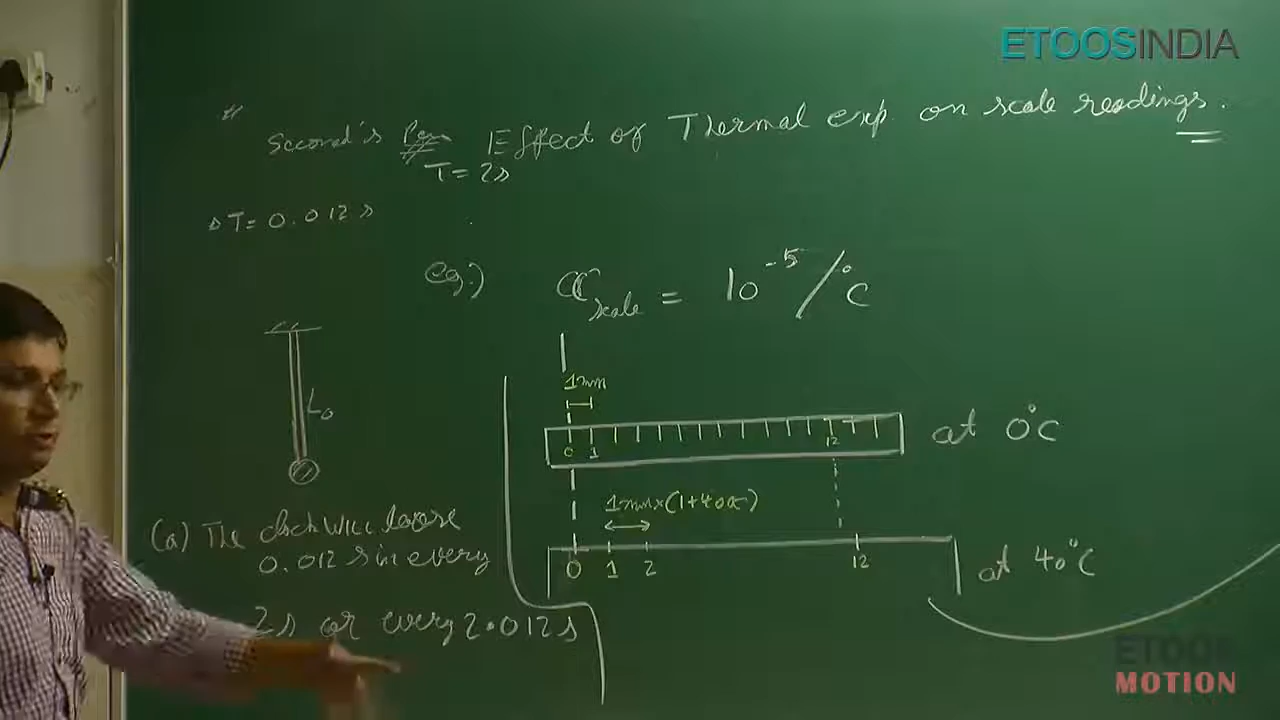 ETOOSINDIA
Effect of Thermal exp on scale readings.
Second's Pen
T = 2s
ΔT = 0.012 s
eg:) α scale = 10⁻⁵/°C
1mm
L₀
0 1 12 at 0°C
1mm×(1+40α)
0 1 2 12 at 40°C
(a) The clock will loose
0.012 s in every
2s or every 2.012s
ETOOS
MOTION